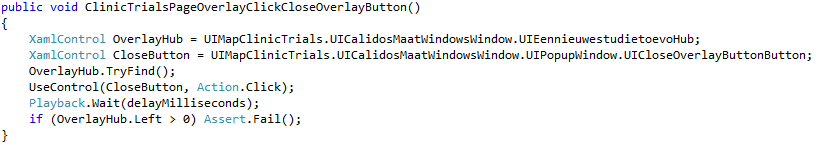 public void ClinicTrialsPageOverlayClickCloseOverlayButton()
{
    XamlControl OverlayHub = UIMapClinicTrials.UICalidosMaatWindowsWindow.UIEennieuwestudietoevoHub;
    XamlControl CloseButton = UIMapClinicTrials.UICalidosMaatWindowsWindow.UIPopupWindow.UICloseOverlayButtonButton;
    OverlayHub.TryFind();
    UseControl(CloseButton, Action.Click);
    Playback.Wait(delayMilliseconds);
    if (OverlayHub.Left > 0) Assert.Fail();
}